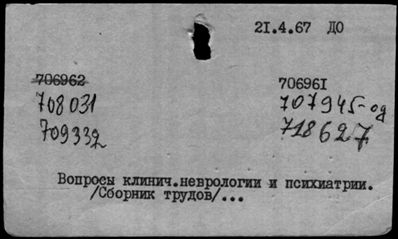 21.4.67 ДО
706962 706961
708031 707945-од
709332 718627
Вопросы клинич.неврологии и психиатрии.
/Сборник трудов/...